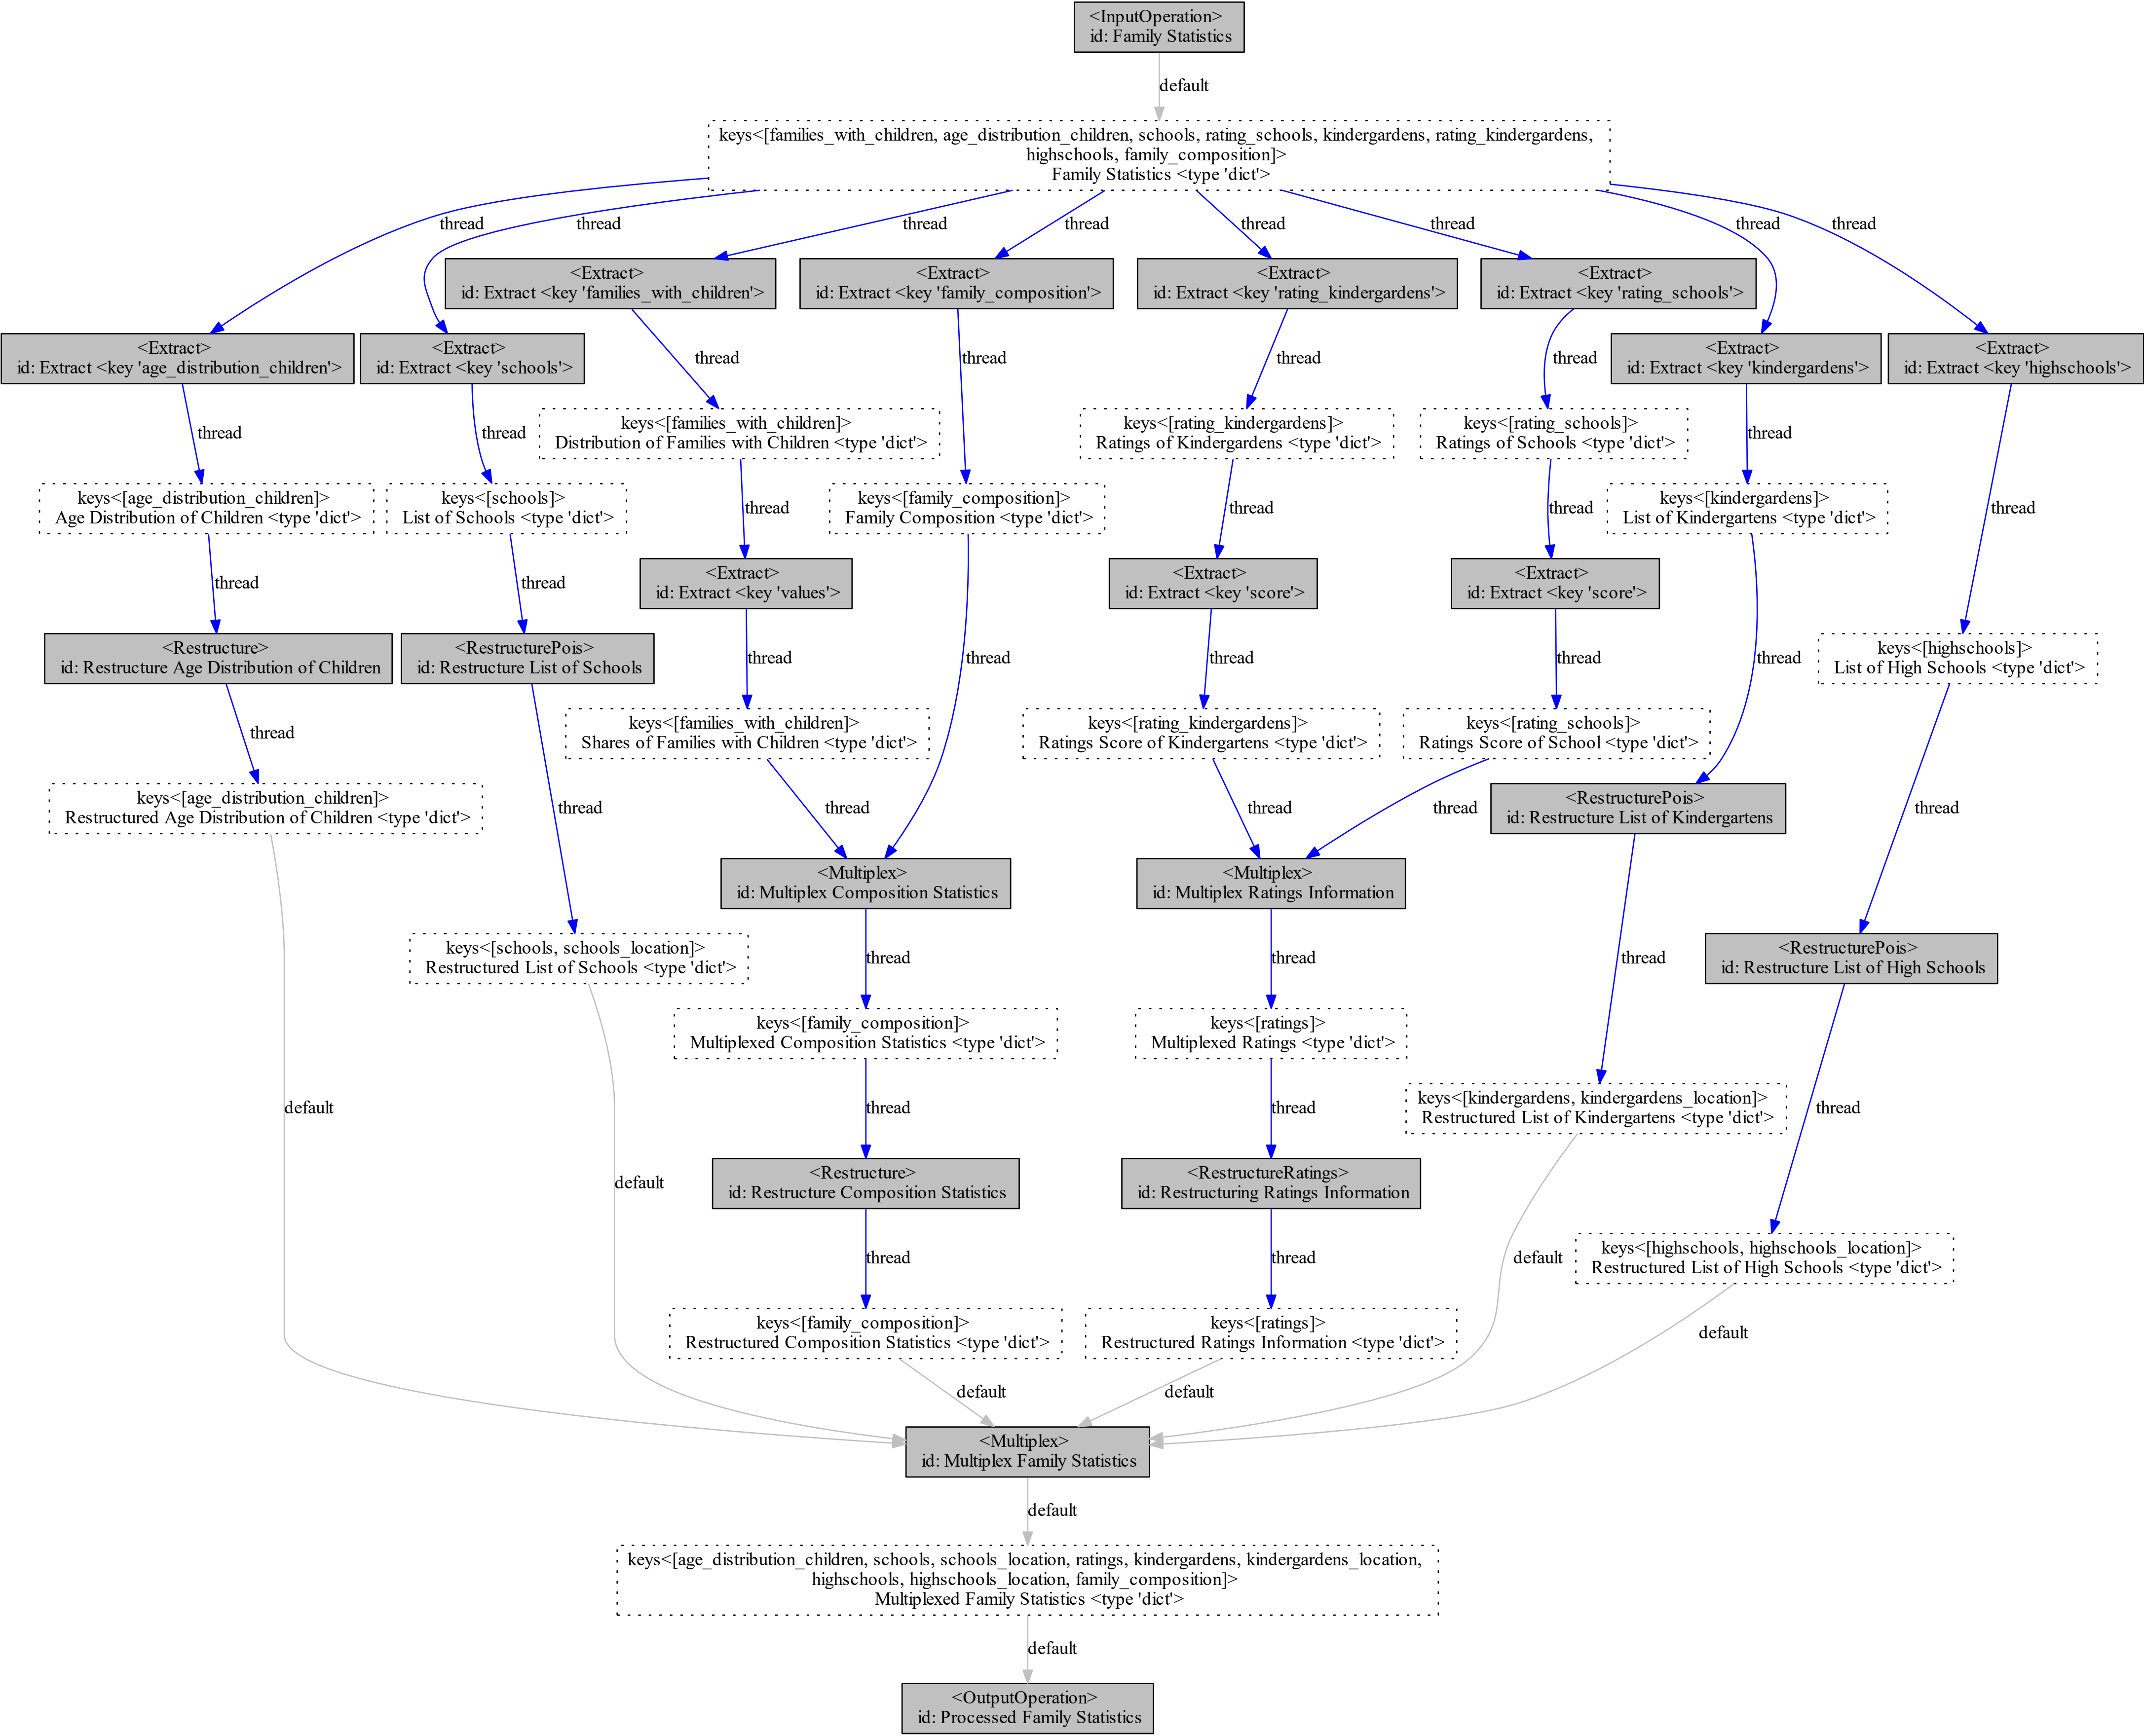 <InputOperation>
id: Family Statistics
default
keys<[families_with_children, age_distribution_children, schools, rating_schools, kindergardens, rating_kindergardens,
highschools, family_composition]>
Family Statistics <type 'dict'>
thread
thread
thread
thread
thread
thread
thread
thread
<Extract>
id: Extract <key 'families_with_children'>
<Extract>
id: Extract <key 'family_composition'>
<Extract>
id: Extract <key 'rating_kindergardens'>
<Extract>
id: Extract <key 'rating_schools'>
<Extract>
id: Extract <key 'age_distribution_children'>
<Extract>
id: Extract <key 'schools'>
thread
thread
thread
thread
<Extract>
id: Extract <key 'kindergardens'>
<Extract>
id: Extract <key 'highschools'>
thread
thread
keys<[families_with_children]>
Distribution of Families with Children <type 'dict'>
keys<[rating_kindergardens]>
Ratings of Kindergardens <type 'dict'>
keys<[rating_schools]>
Ratings of Schools <type 'dict'>
thread
keys<[age_distribution_children]>
Age Distribution of Children <type 'dict'>
keys<[schools]>
List of Schools <type 'dict'>
thread
keys<[family_composition]>
Family Composition <type 'dict'>
thread
thread
keys<[kindergardens]>
List of Kindergartens <type 'dict'>
thread
thread
thread
<Extract>
id: Extract <key 'values'>
<Extract>
id: Extract <key 'score'>
<Extract>
id: Extract <key 'score'>
<Restructure>
id: Restructure Age Distribution of Children
<RestructurePois>
id: Restructure List of Schools
thread
thread
thread
thread
thread
keys<[highschools]>
List of High Schools <type 'dict'>
thread
keys<[families_with_children]>
Shares of Families with Children <type 'dict'>
keys<[rating_kindergardens]>
Ratings Score of Kindergartens <type 'dict'>
keys<[rating_schools]>
Ratings Score of School <type 'dict'>
keys<[age_distribution_children]>
Restructured Age Distribution of Children <type 'dict'>
thread
thread
thread
thread
<RestructurePois>
id: Restructure List of Kindergartens
thread
<Multiplex>
id: Multiplex Composition Statistics
<Multiplex>
id: Multiplex Ratings Information
keys<[schools, schools_location]>
Restructured List of Schools <type 'dict'>
thread
thread
thread
<RestructurePois>
id: Restructure List of High Schools
keys<[family_composition]>
Multiplexed Composition Statistics <type 'dict'>
keys<[ratings]>
Multiplexed Ratings <type 'dict'>
default
thread
thread
keys<[kindergardens, kindergardens_location]>
Restructured List of Kindergartens <type 'dict'>
thread
default
<Restructure>
id: Restructure Composition Statistics
<RestructureRatings>
id: Restructuring Ratings Information
thread
thread
default
keys<[highschools, highschools_location]>
Restructured List of High Schools <type 'dict'>
keys<[family_composition]>
Restructured Composition Statistics <type 'dict'>
keys<[ratings]>
Restructured Ratings Information <type 'dict'>
default
default
default
<Multiplex>
id: Multiplex Family Statistics
default
keys<[age_distribution_children, schools, schools_location, ratings, kindergardens, kindergardens_location,
highschools, highschools_location, family_composition]>
Multiplexed Family Statistics <type 'dict'>
default
<OutputOperation>
id: Processed Family Statistics